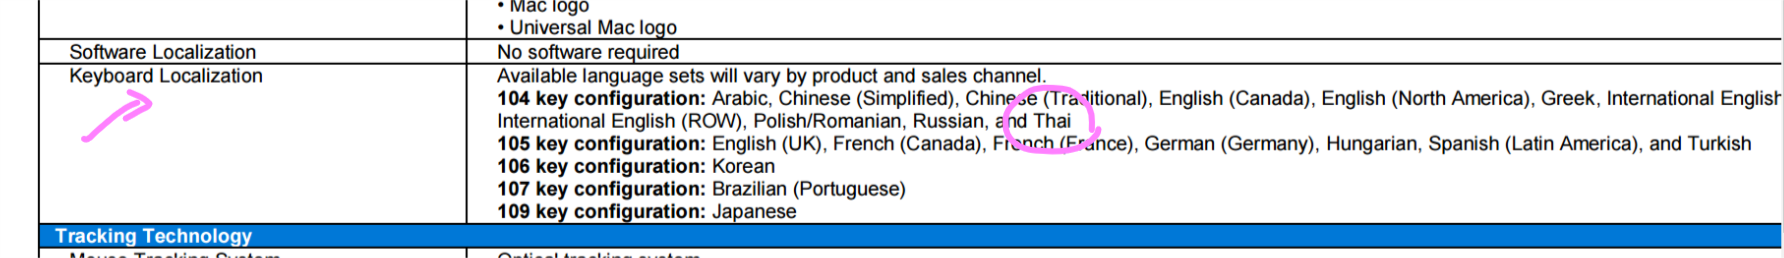 • Mac logo
• Universal Mac logo
Software Localization No software required
Keyboard Localization Available language sets will vary by product and sales channel.
104 key configuration: Arabic, Chinese (Simplified), Chinese (Traditional), English (Canada), English (North America), Greek, International English
International English (ROW), Polish/Romanian, Russian, and Thai
105 key configuration: English (UK), French (Canada), French (France), German (Germany), Hungarian, Spanish (Latin America), and Turkish
106 key configuration: Korean
107 key configuration: Brazilian (Portuguese)
109 key configuration: Japanese
Tracking Technology
Mouse Tracking System Optical tracking system